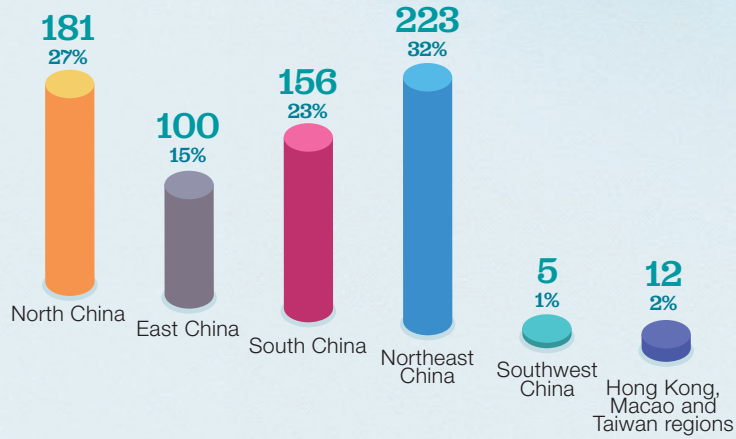 181
27%
North China
100
15%
East China
156
23%
South China
223
32%
Northeast
China
5
1%
Southwest
China
12
2%
Hong Kong,
Macao and
Taiwan regions